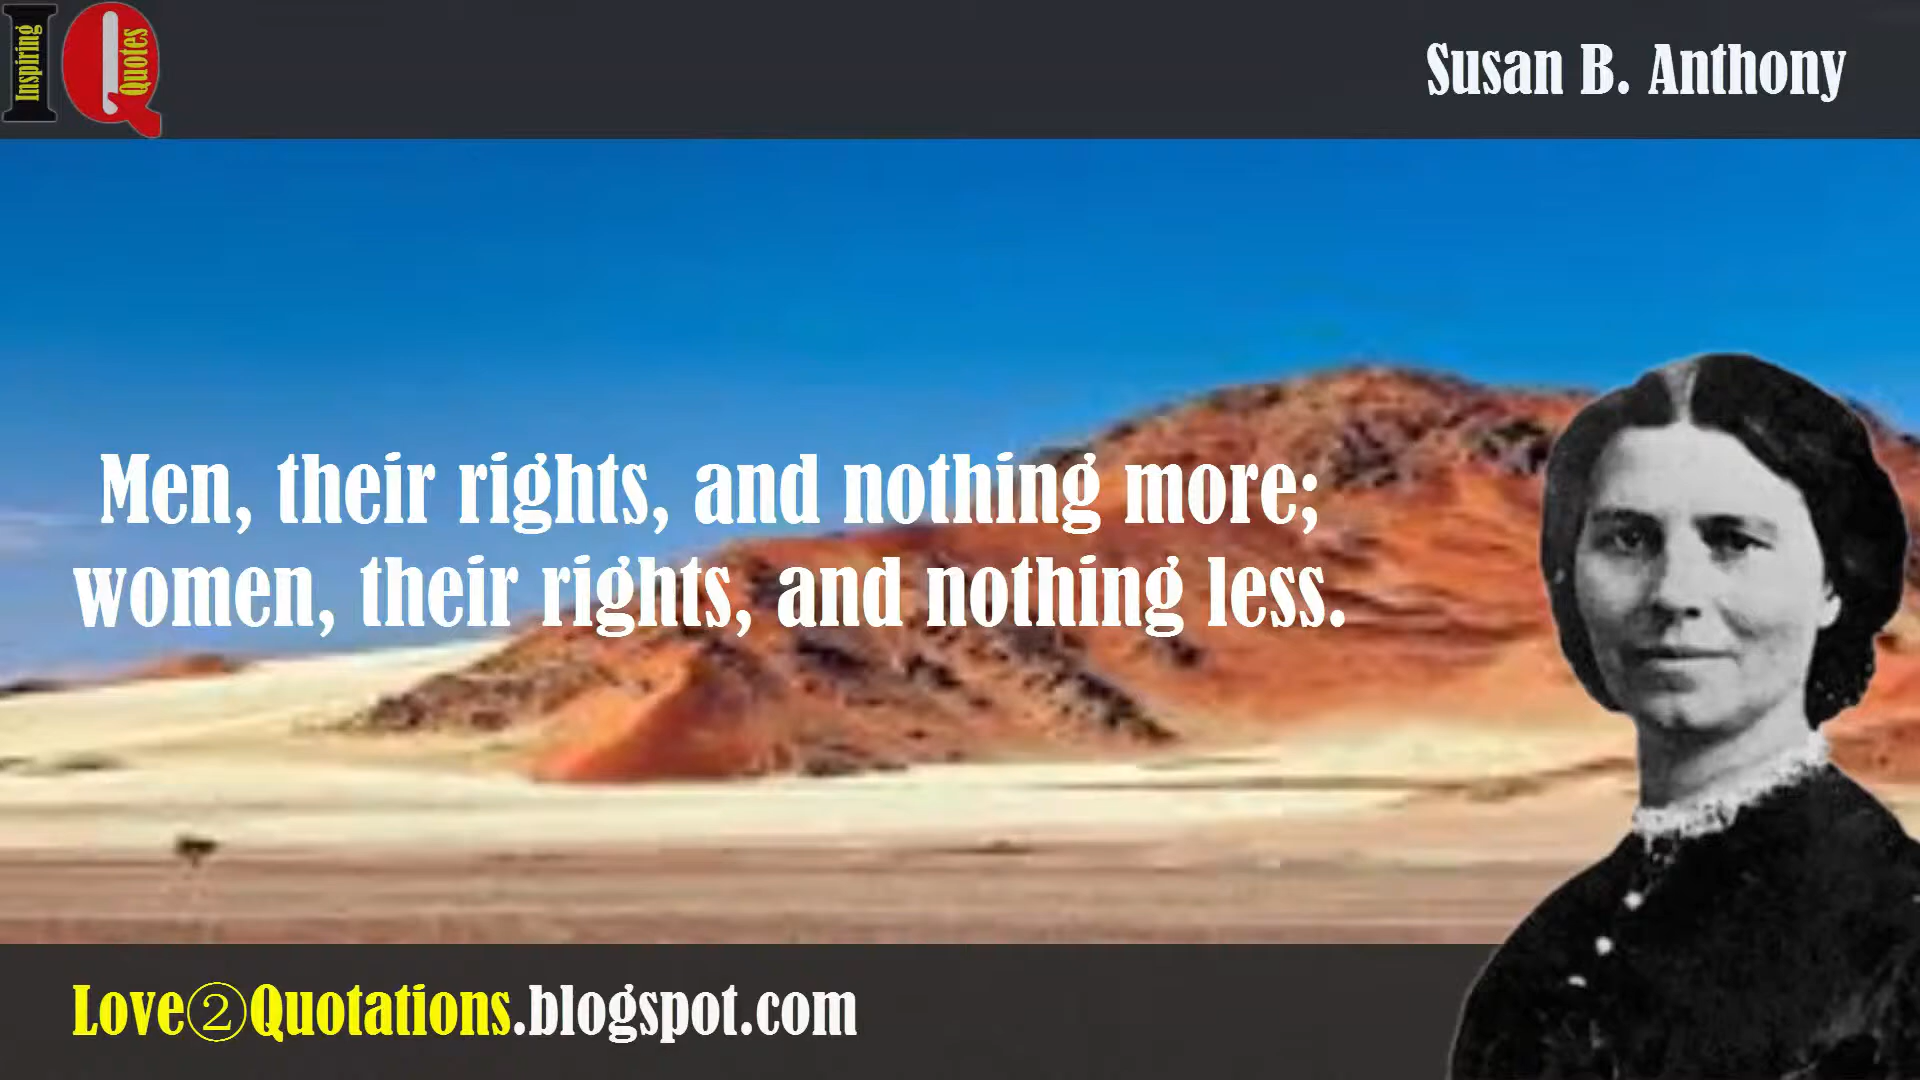 Inspiring
Quotes
Susan B. Anthony
Men, their rights, and nothing more;
women, their rights, and nothing less.
Love②Quotations.blogspot.com